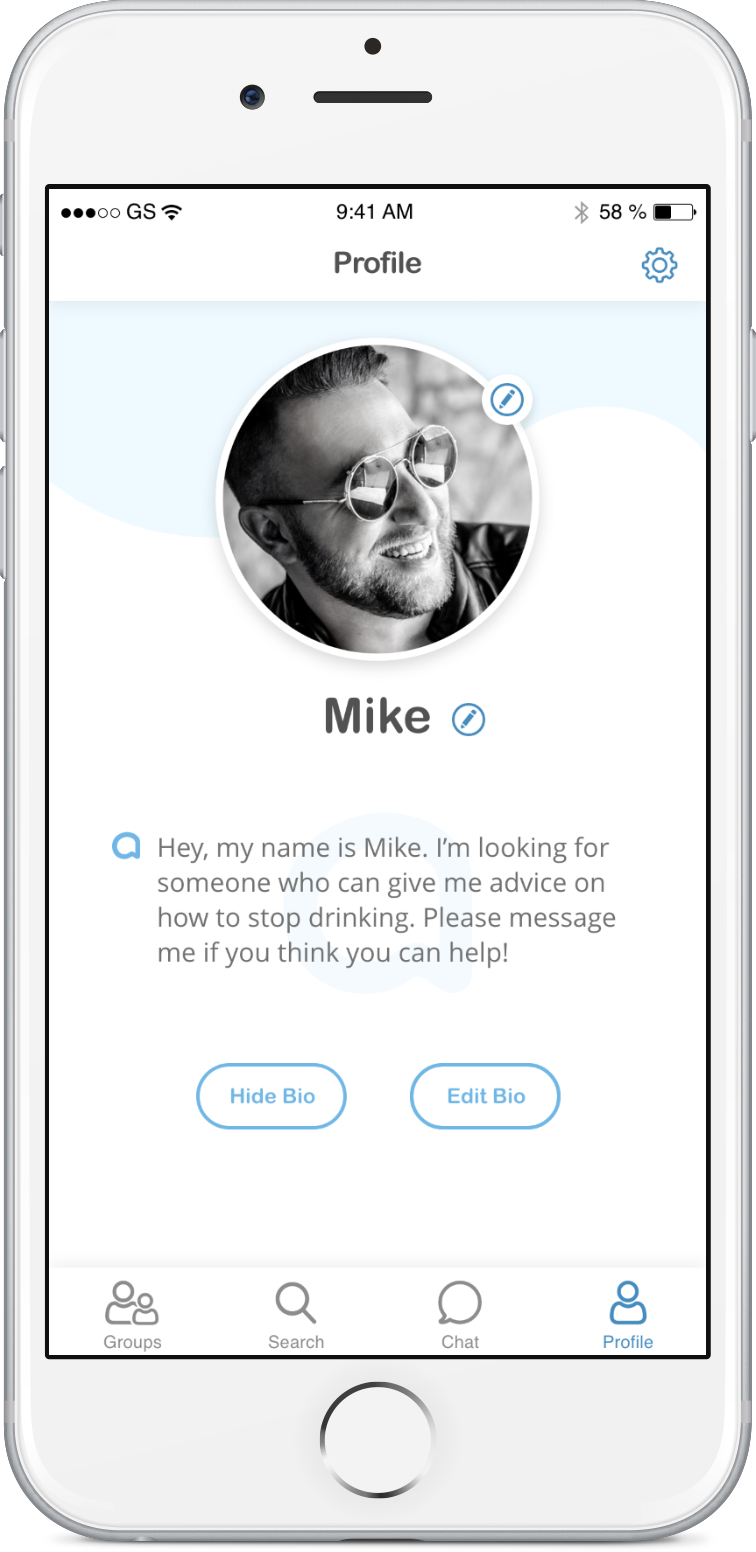 GS 9:41 AM 58 %
Profile
Mike
Hey, my name is Mike. I’m looking for
someone who can give me advice on
how to stop drinking. Please message
me if you think you can help!
Hide Bio Edit Bio
Groups Search Chat Profile